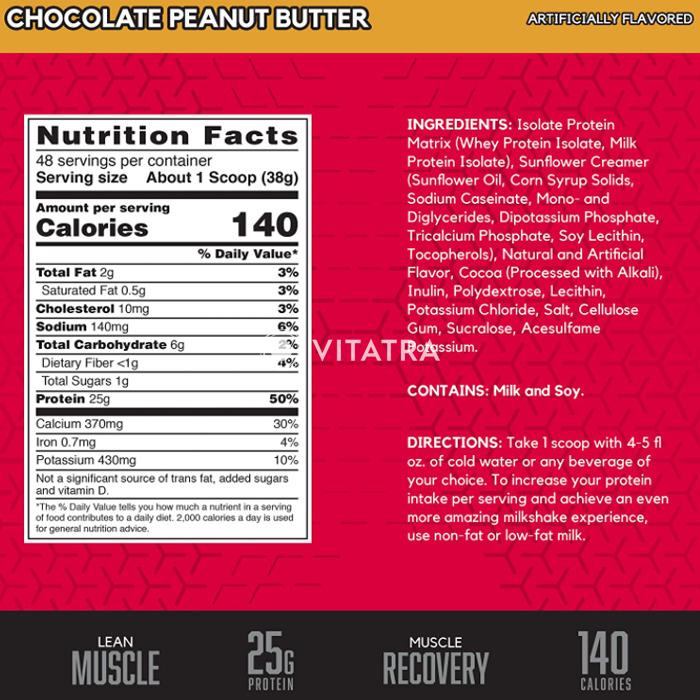 CHOCOLATE PEANUT BUTTER
ARTIFICIALLY FLAVORED
Nutrition Facts
48 servings per container
Serving size About 1 Scoop (38g)
Amount per serving
Calories 140
% Daily Value*
Total Fat 2g 3%
Saturated Fat 0.5g 3%
Cholesterol 10mg 3%
Sodium 140mg 6%
Total Carbohydrate 6g 2%
Dietary Fiber <1g 4%
Total Sugars 1g
Protein 25g 50%
Calcium 370mg 30%
Iron 0.7mg 4%
Potassium 430mg 10%
Not a significant source of trans fat, added sugars
and vitamin D.
*The % Daily Value tells you how much a nutrient in a serving
of food contributes to a daily diet. 2,000 calories a day is used
for general nutrition advice.
INGREDIENTS: Isolate Protein
Matrix (Whey Protein Isolate, Milk
Protein Isolate), Sunflower Creamer
(Sunflower Oil, Corn Syrup Solids,
Sodium Caseinate, Mono- and
Diglycerides, Dipotassium Phosphate,
Tricalcium Phosphate, Soy Lecithin,
Tocopherols), Natural and Artificial
Flavor, Cocoa (Processed with Alkali),
Inulin, Polydextrose, Lecithin,
Potassium Chloride, Salt, Cellulose
Gum, Sucralose, Acesulfame
Potassium.
VITATRA
CONTAINS: Milk and Soy.
DIRECTIONS: Take 1 scoop with 4-5 fl
oz. of cold water or any beverage of
your choice. To increase your protein
intake per serving and achieve an even
more amazing milkshake experience,
use non-fat or low-fat milk.
LEAN
MUSCLE
25G
PROTEIN
MUSCLE
RECOVERY
140
CALORIES